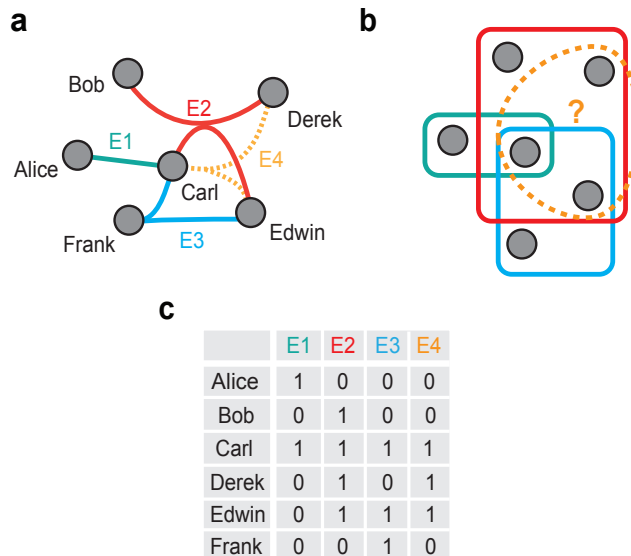 a
b
Bob
E2
Derek
?
Alice
E1
E4
Carl
Frank
E3
Edwin
c
E1 E2 E3 E4
Alice 1 0 0 0
Bob 0 1 0 0
Carl 1 1 1 1
Derek 0 1 0 1
Edwin 0 1 1 1
Frank 0 0 1 0